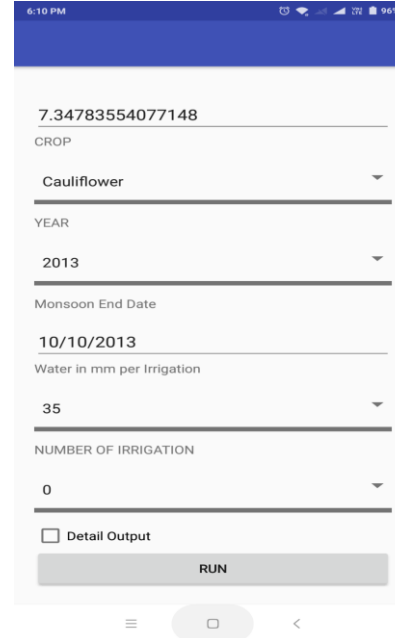 6:10 PM 96%
7.34783554077148
CROP
Cauliflower
YEAR
2013
Monsoon End Date
10/10/2013
Water in mm per Irrigation
35
NUMBER OF IRRIGATION
0
Detail Output
RUN